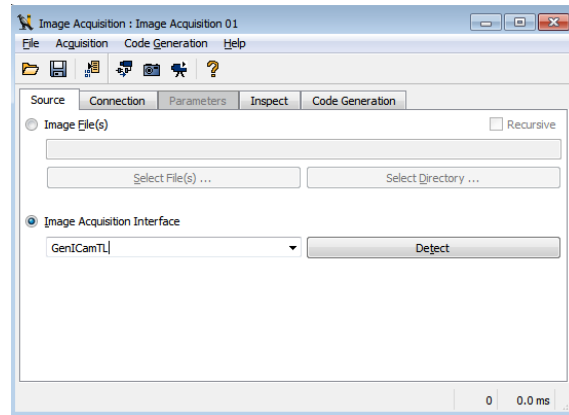 Image Acquisition : Image Acquisition 01
File Acquisition Code Generation Help
Source Connection Parameters Inspect Code Generation
Image File(s) Recursive
Select File(s) ... Select Directory ...
Image Acquisition Interface
GenICamTL Detect
0 0.0 ms